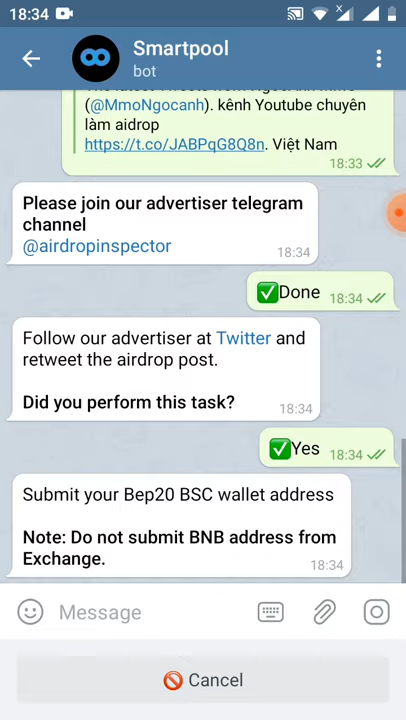 18:34
Smartpool
bot
(@MmoNgocanh). kênh Youtube chuyên
làm aidrop
https://t.co/JABPqG8Q8n. Việt Nam
18:33
Please join our advertiser telegram
channel
@airdropinspector
18:34
✅Done 18:34
Follow our advertiser at Twitter and
retweet the airdrop post.
Did you perform this task?
18:34
✅Yes 18:34
Submit your Bep20 BSC wallet address
Note: Do not submit BNB address from
Exchange.
18:34
Message
🚫 Cancel